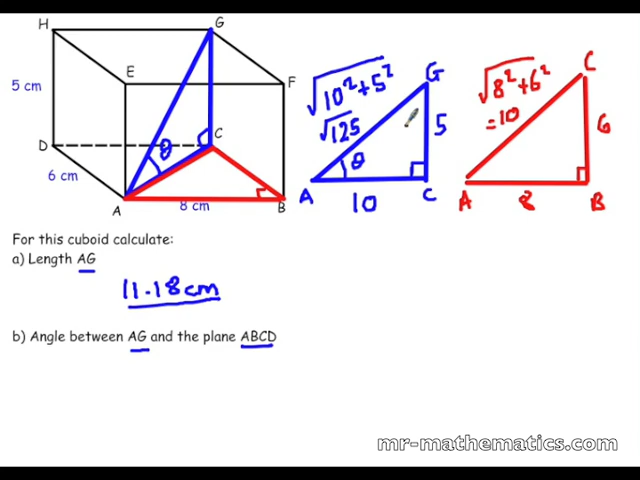 H
G
E
F
5 cm
θ
C
D
6 cm
A
8 cm
B
√10²+5²
√125
G
5
θ
A
10
C
√8²+6²
=10
C
6
A
8
B
For this cuboid calculate:
a) Length AG
11.18cm
b) Angle between AG and the plane ABCD
mr-mathematics.com